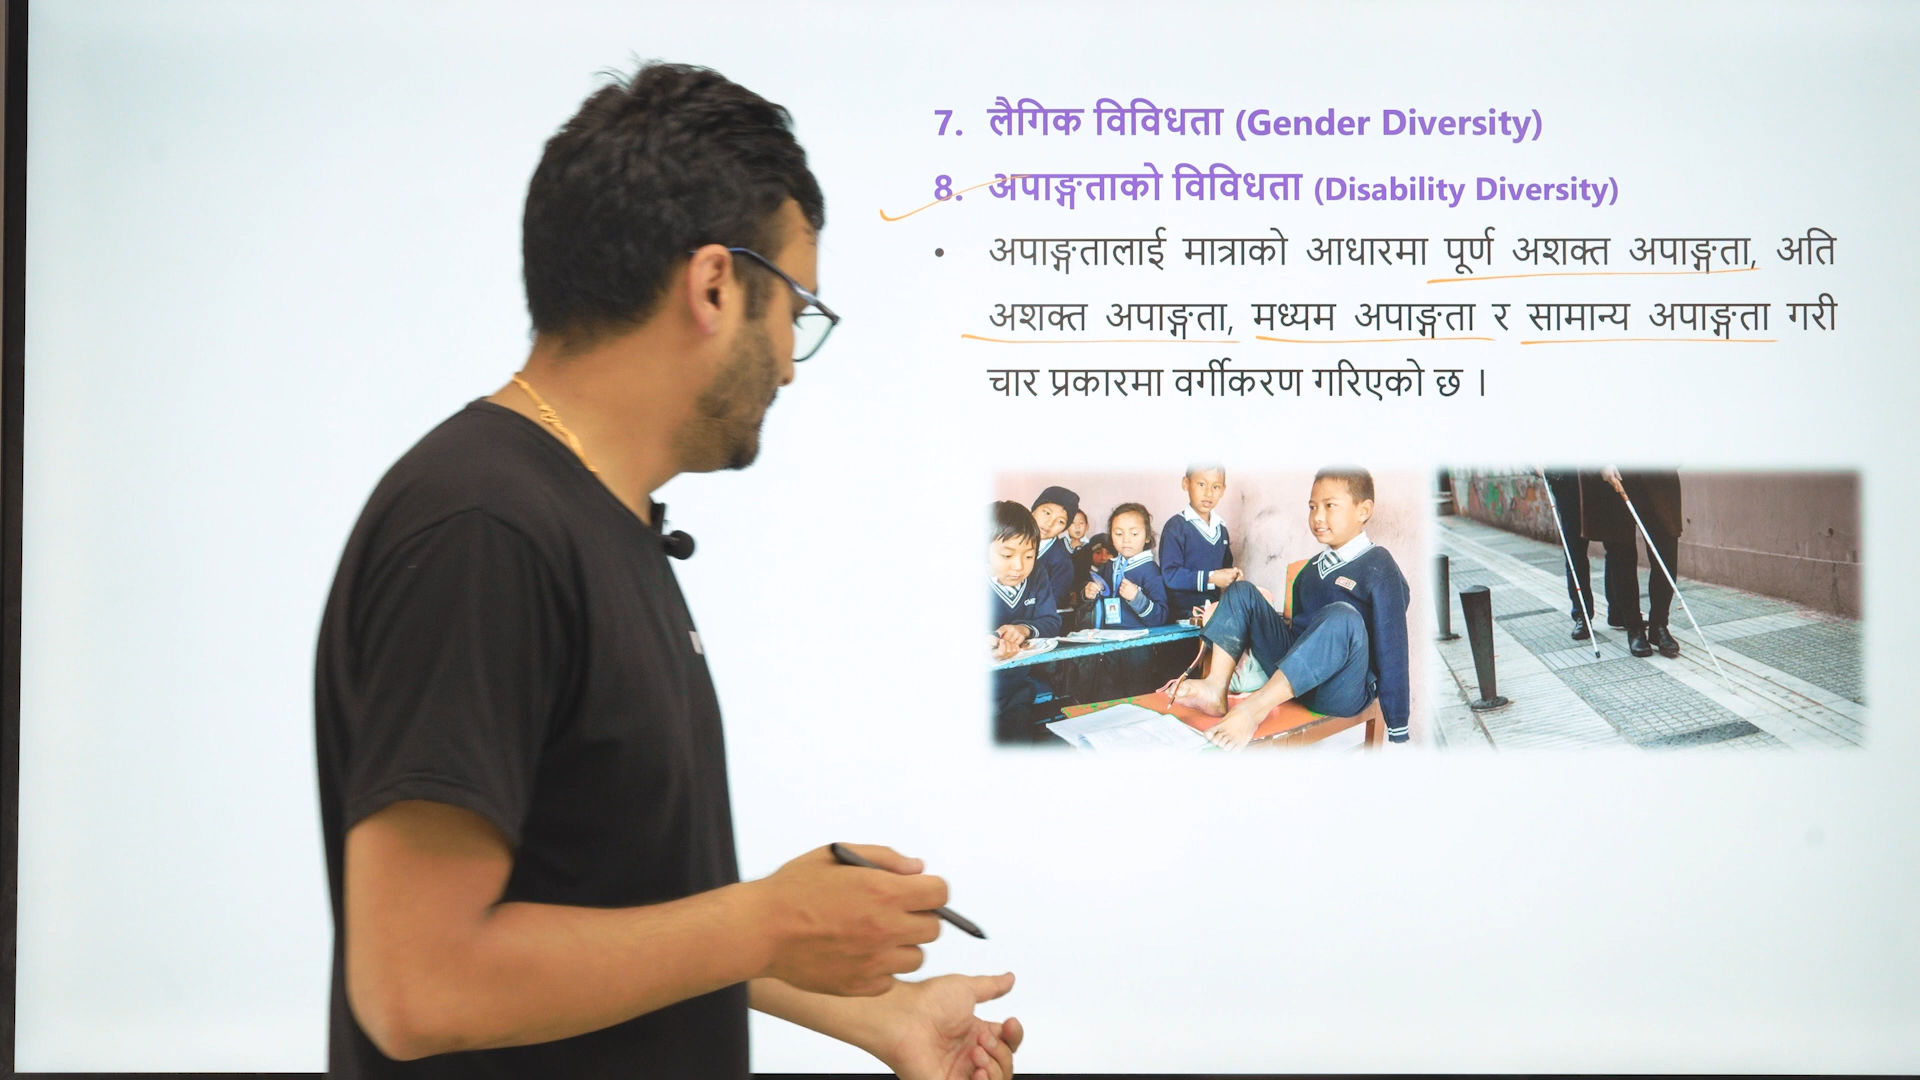 7. लैगिक विविधता (Gender Diversity)
8. अपाङ्गताको विविधता (Disability Diversity)
• अपाङ्गतालाई मात्राको आधारमा पूर्ण अशक्त अपाङ्गता, अति
अशक्त अपाङ्गता, मध्यम अपाङ्गता र सामान्य अपाङ्गता गरी
चार प्रकारमा वर्गीकरण गरिएको छ ।